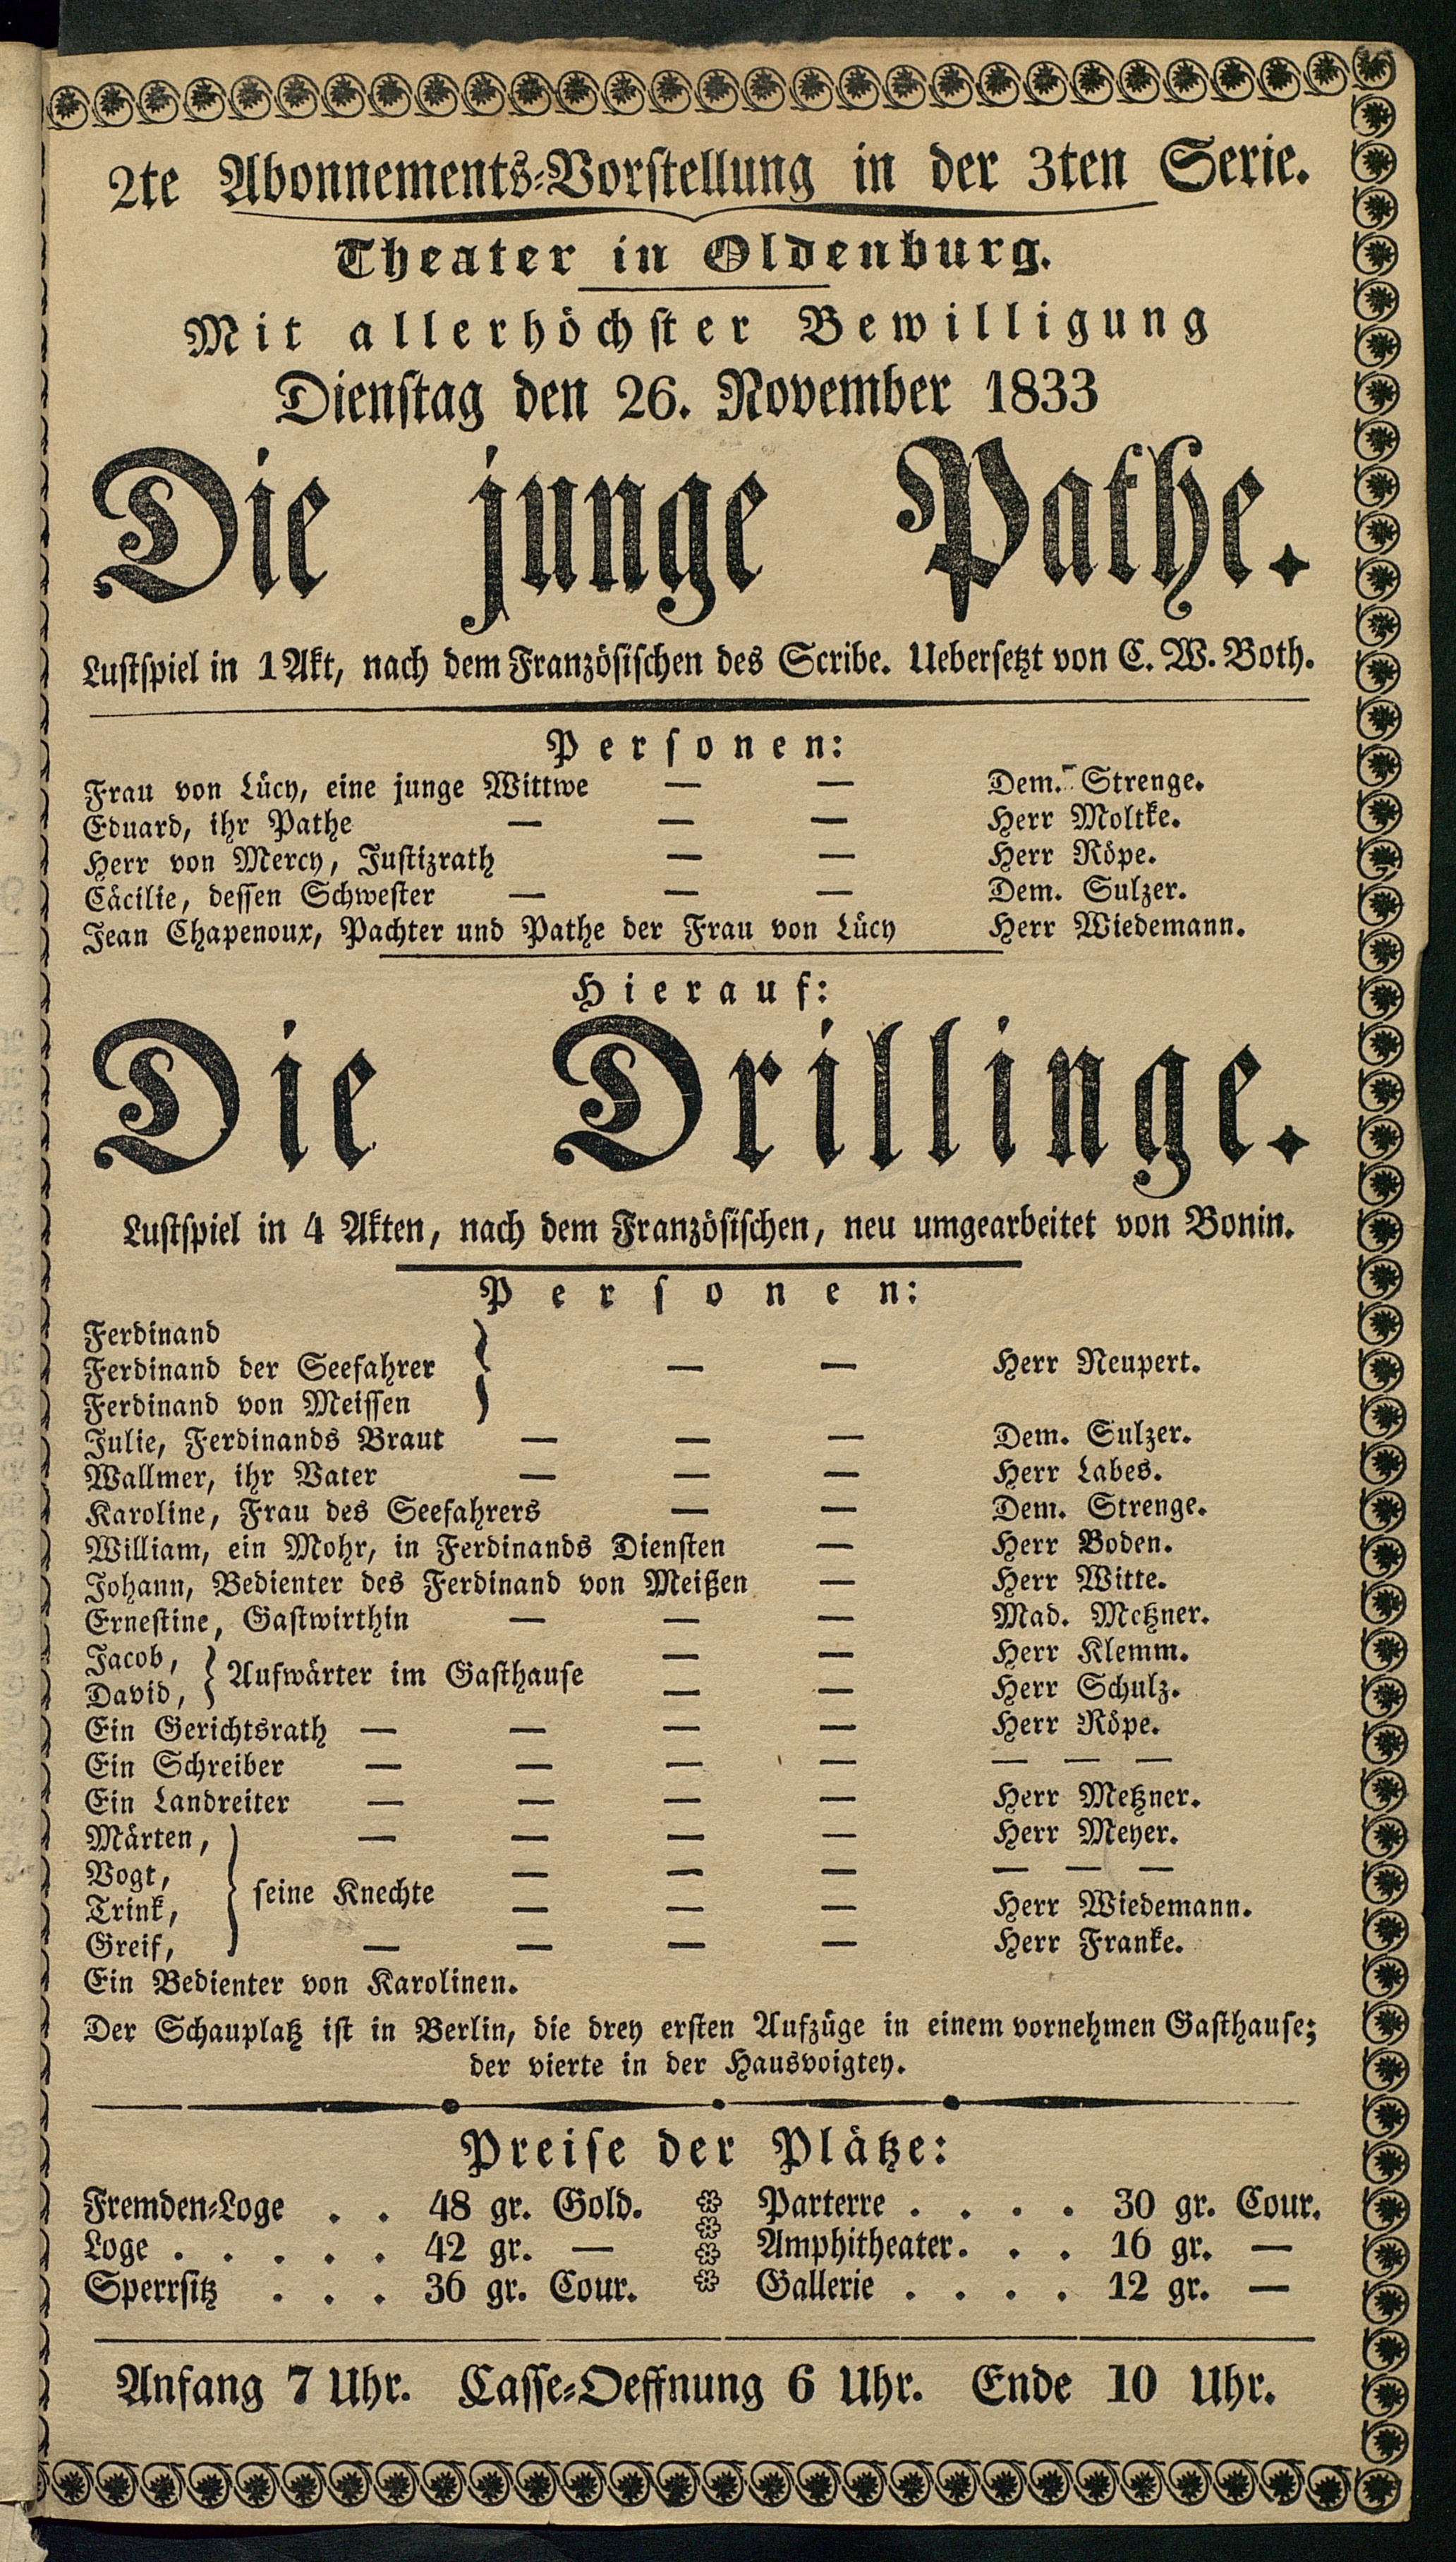 2te Abonnements-Vorstellung in der 3ten Serie.
Theater in Oldenburg.
Mit allerhöchster Bewilligung
Dienstag den 26. November 1833
Die junge Pathe.
Lustspiel in 1 Akt, nach dem Französischen des Scribe. Uebersetzt von C. W. Both.
Personen:
Frau von Lücy, eine junge Wittwe — — Dem. Strenge.
Eduard, ihr Pathe — — — Herr Moltke.
Herr von Mercy, Justizrath — — Herr Röpe.
Cäcilie, dessen Schwester — — — Dem. Sulzer.
Jean Chapenoux, Pachter und Pathe der Frau von Lücy Herr Wiedemann.
Hierauf:
Die Drillinge.
Lustspiel in 4 Akten, nach dem Französischen, neu umgearbeitet von Bonin.
Personen:
Ferdinand
Ferdinand der Seefahrer } — — Herr Neupert.
Ferdinand von Meissen
Julie, Ferdinands Braut — — — Dem. Sulzer.
Wallmer, ihr Vater — — — Herr Labes.
Karoline, Frau des Seefahrers — — Dem. Strenge.
William, ein Mohr, in Ferdinands Diensten — Herr Boden.
Johann, Bedienter des Ferdinand von Meißen — Herr Witte.
Ernestine, Gastwirthin — — — Mad. Metzner.
Jacob, } Aufwärter im Gasthause — — Herr Klemm.
David, — — Herr Schulz.
Ein Gerichtsrath — — — — Herr Röpe.
Ein Schreiber — — — — — — —
Ein Landreiter — — — — Herr Metzner.
Märten, — — — — Herr Meyer.
Vogt, — — — — — —
Trink, } seine Knechte — — — Herr Wiedemann.
Greif, — — — — Herr Franke.
Ein Bedienter von Karolinen.
Der Schauplatz ist in Berlin, die drey ersten Aufzüge in einem vornehmen Gasthause;
der vierte in der Hausvoigtey.
Preise der Plätze:
Fremden-Loge . . 48 gr. Gold. Parterre . . . . 30 gr. Cour.
Loge . . . . . 42 gr. — Amphitheater. . . 16 gr. —
Sperrsitz . . . 36 gr. Cour. Gallerie . . . . 12 gr. —
Anfang 7 Uhr. Casse-Oeffnung 6 Uhr. Ende 10 Uhr.